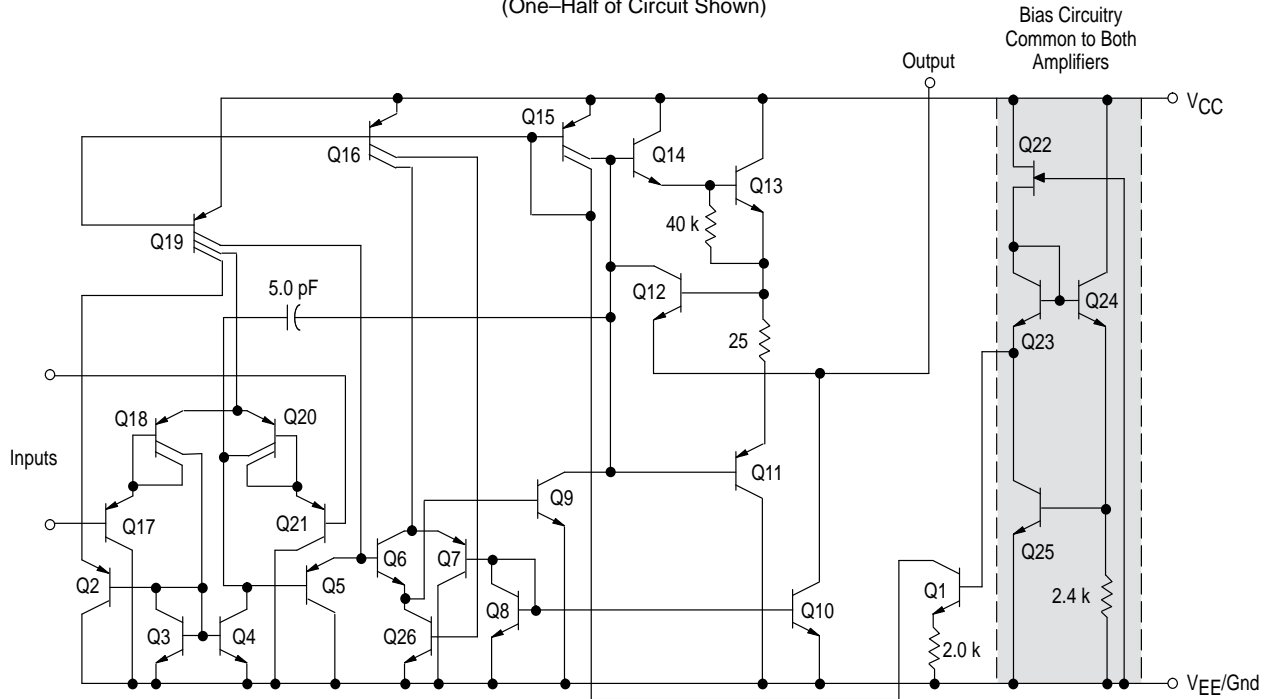 (One–Half of Circuit Shown)
Bias Circuitry
Common to Both
Amplifiers
Output
VCC
Q15
Q22
Q16
Q14
Q13
40 k
Q19
5.0 pF
Q12
Q24
25
Q23
Q18
Q20
Inputs
Q11
Q9
Q17
Q21
Q25
Q6
Q7
Q2
Q5
Q1
Q8
2.4 k
Q10
Q3
Q4
Q26
2.0 k
VEE/Gnd